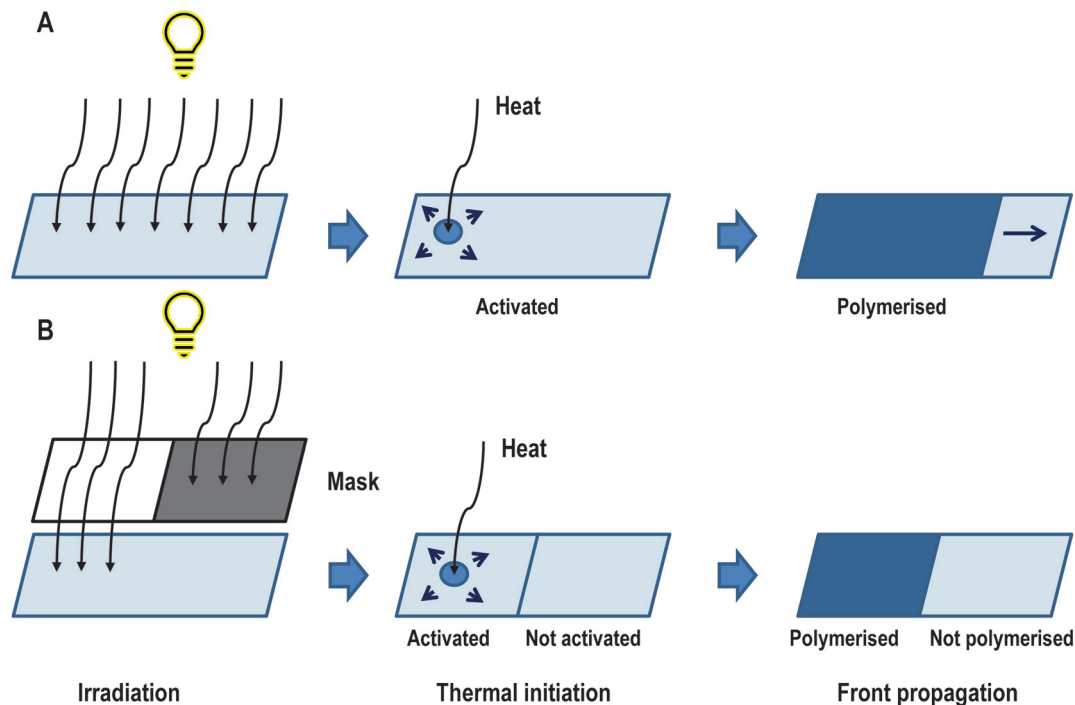 A
Heat
Activated
Polymerised
B
Mask
Heat
Activated
Not activated
Polymerised
Not polymerised
Irradiation
Thermal initiation
Front propagation